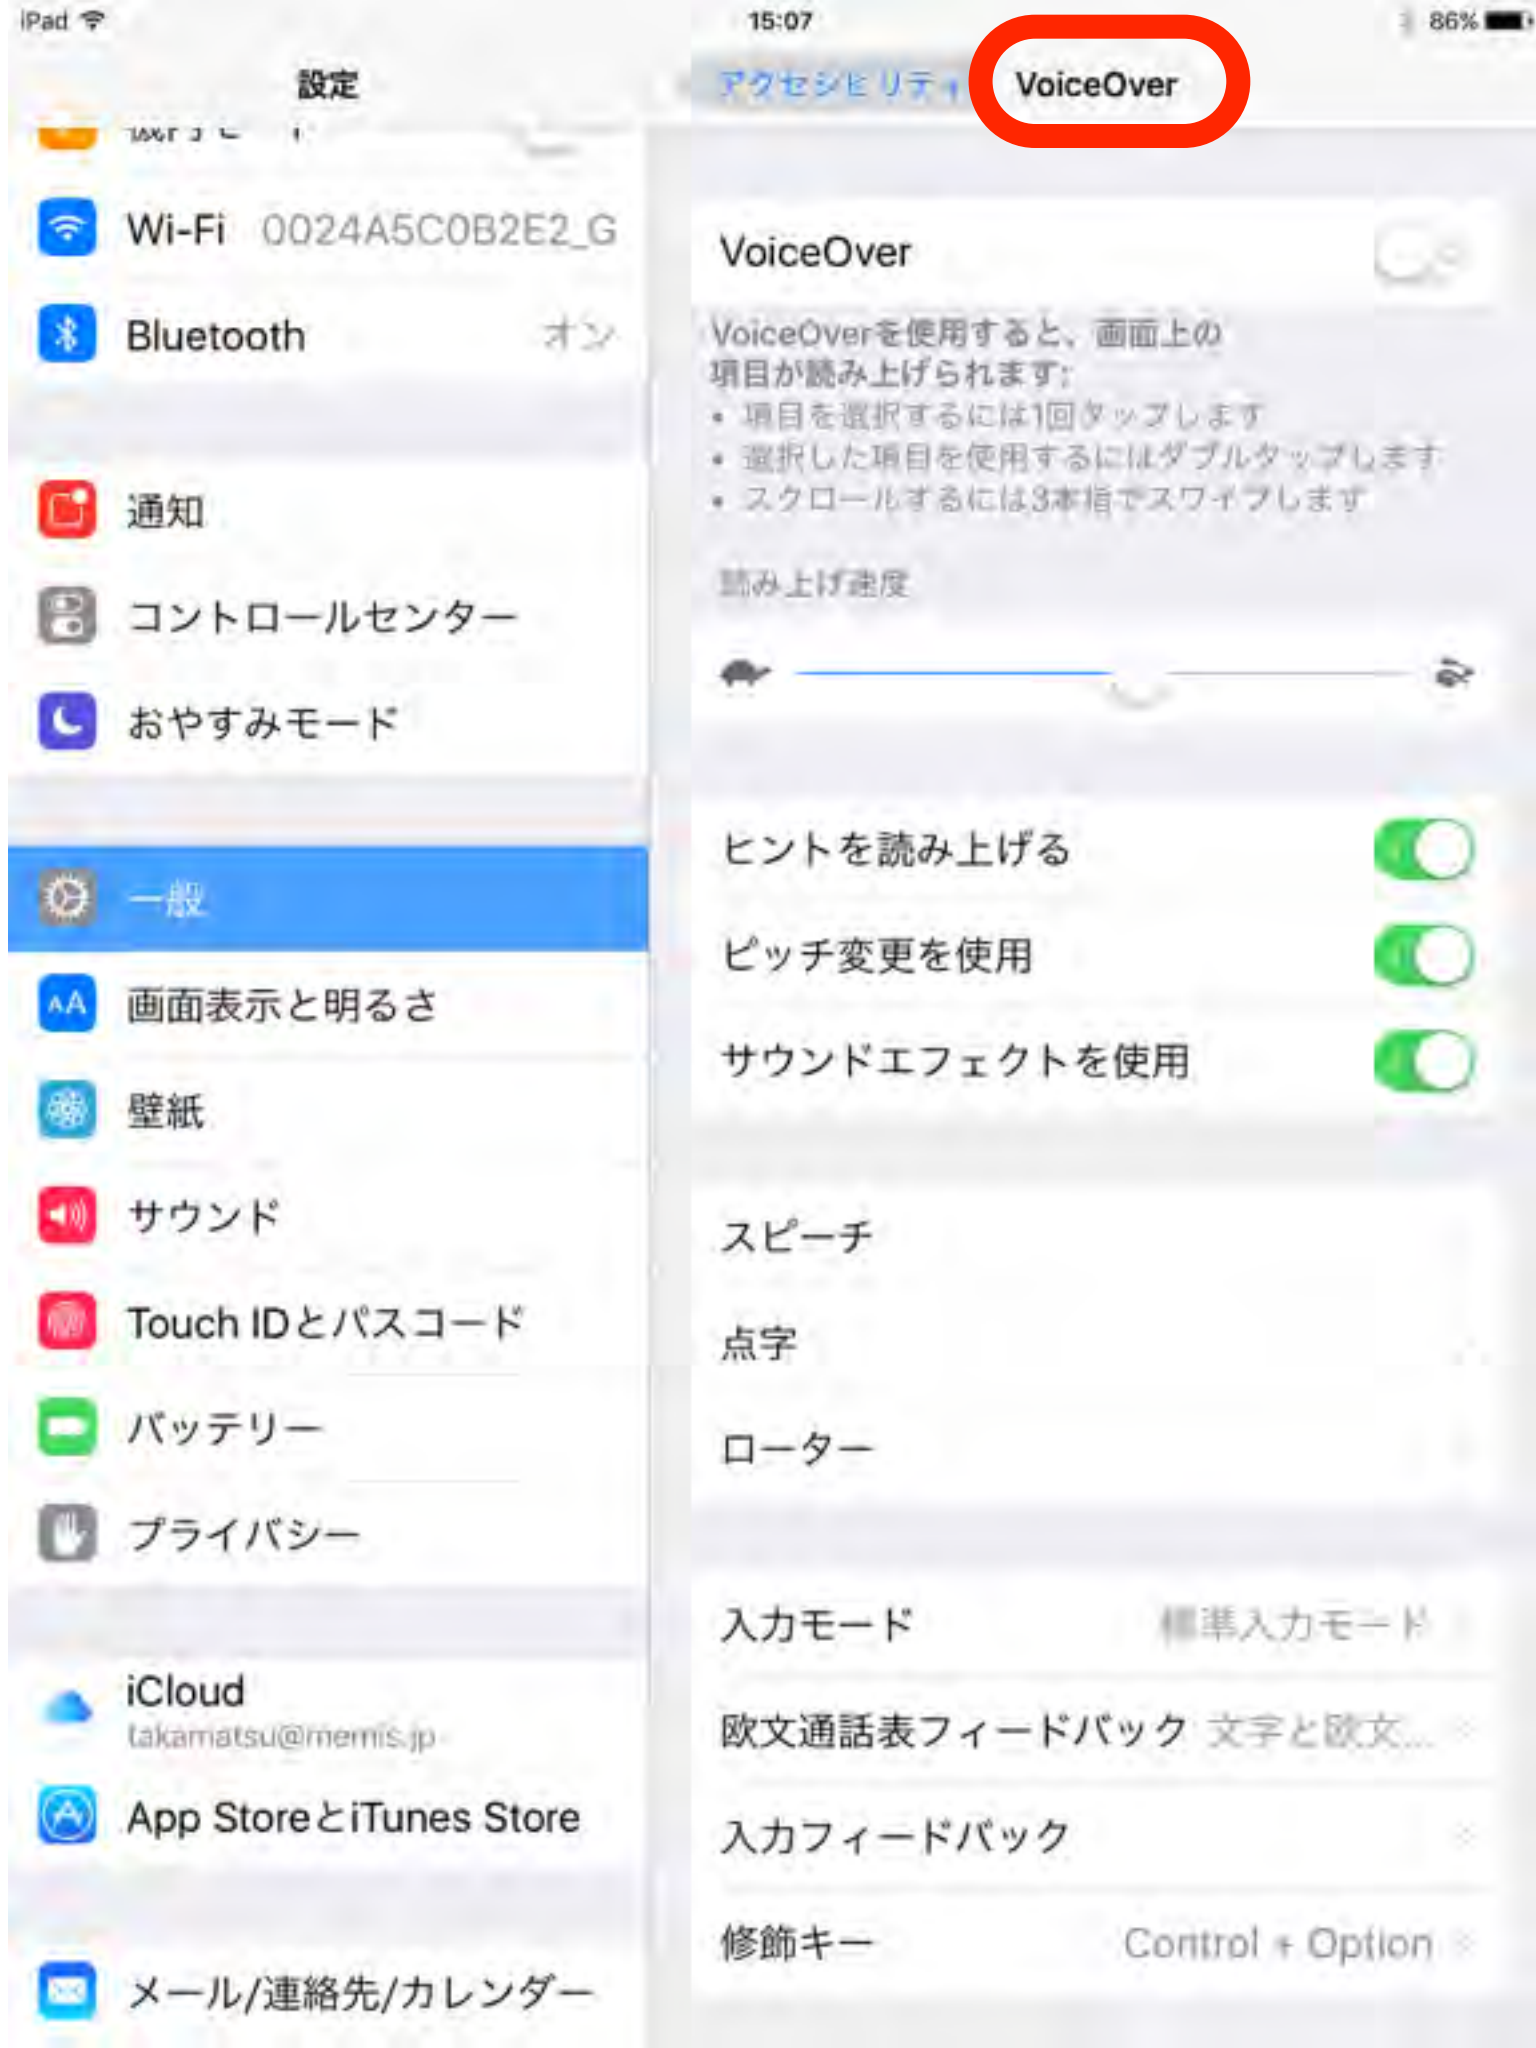 iPad
15:07
86%
設定
アクセシビリティ
VoiceOver
Wi-Fi 0024A5C0B2E2_G
Bluetooth オン
通知
コントロールセンター
おやすみモード
一般
AA 画面表示と明るさ
壁紙
サウンド
Touch IDとパスコード
バッテリー
プライバシー
iCloud
takamatsu@memis.jp
App StoreとiTunes Store
メール/連絡先/カレンダー
VoiceOver
VoiceOverを使用すると、画面上の
項目が読み上げられます:
• 項目を選択するには1回タップします
• 選択した項目を使用するにはダブルタップします
• スクロールするには3本指でスワイプします
読み上げ速度
ヒントを読み上げる
ピッチ変更を使用
サウンドエフェクトを使用
スピーチ
点字
ローター
入力モード 標準入力モード
欧文通話表フィードバック 文字と欧文...
入力フィードバック
修飾キー Control + Option